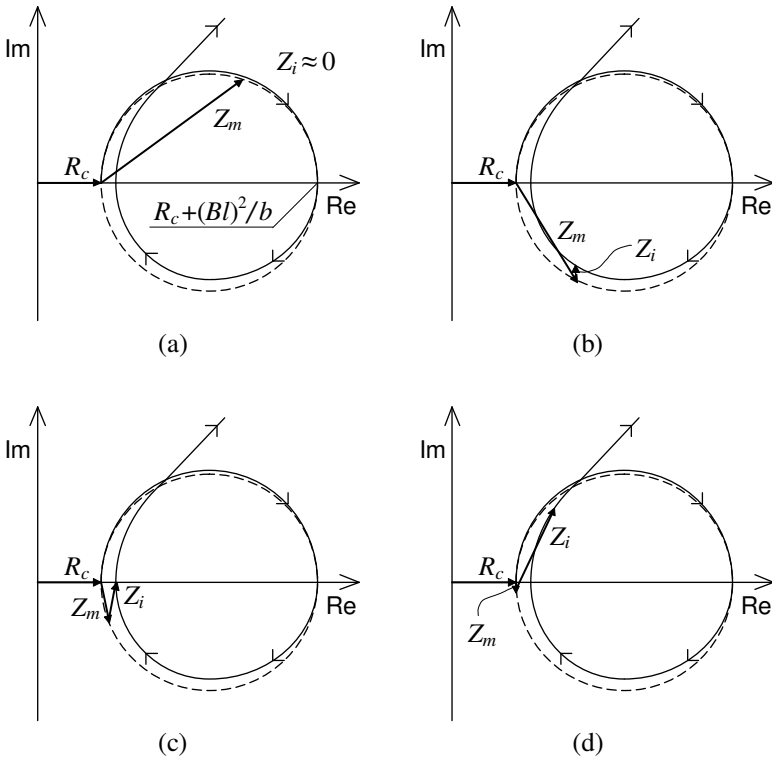 Im
Z_i ≈ 0
Z_m
R_c
R_c+(Bl)^2/b
Re
(a)
Im
R_c
Z_m
Z_i
Re
(b)
Im
R_c
Z_m
Z_i
Re
(c)
Im
R_c
Z_i
Z_m
Re
(d)